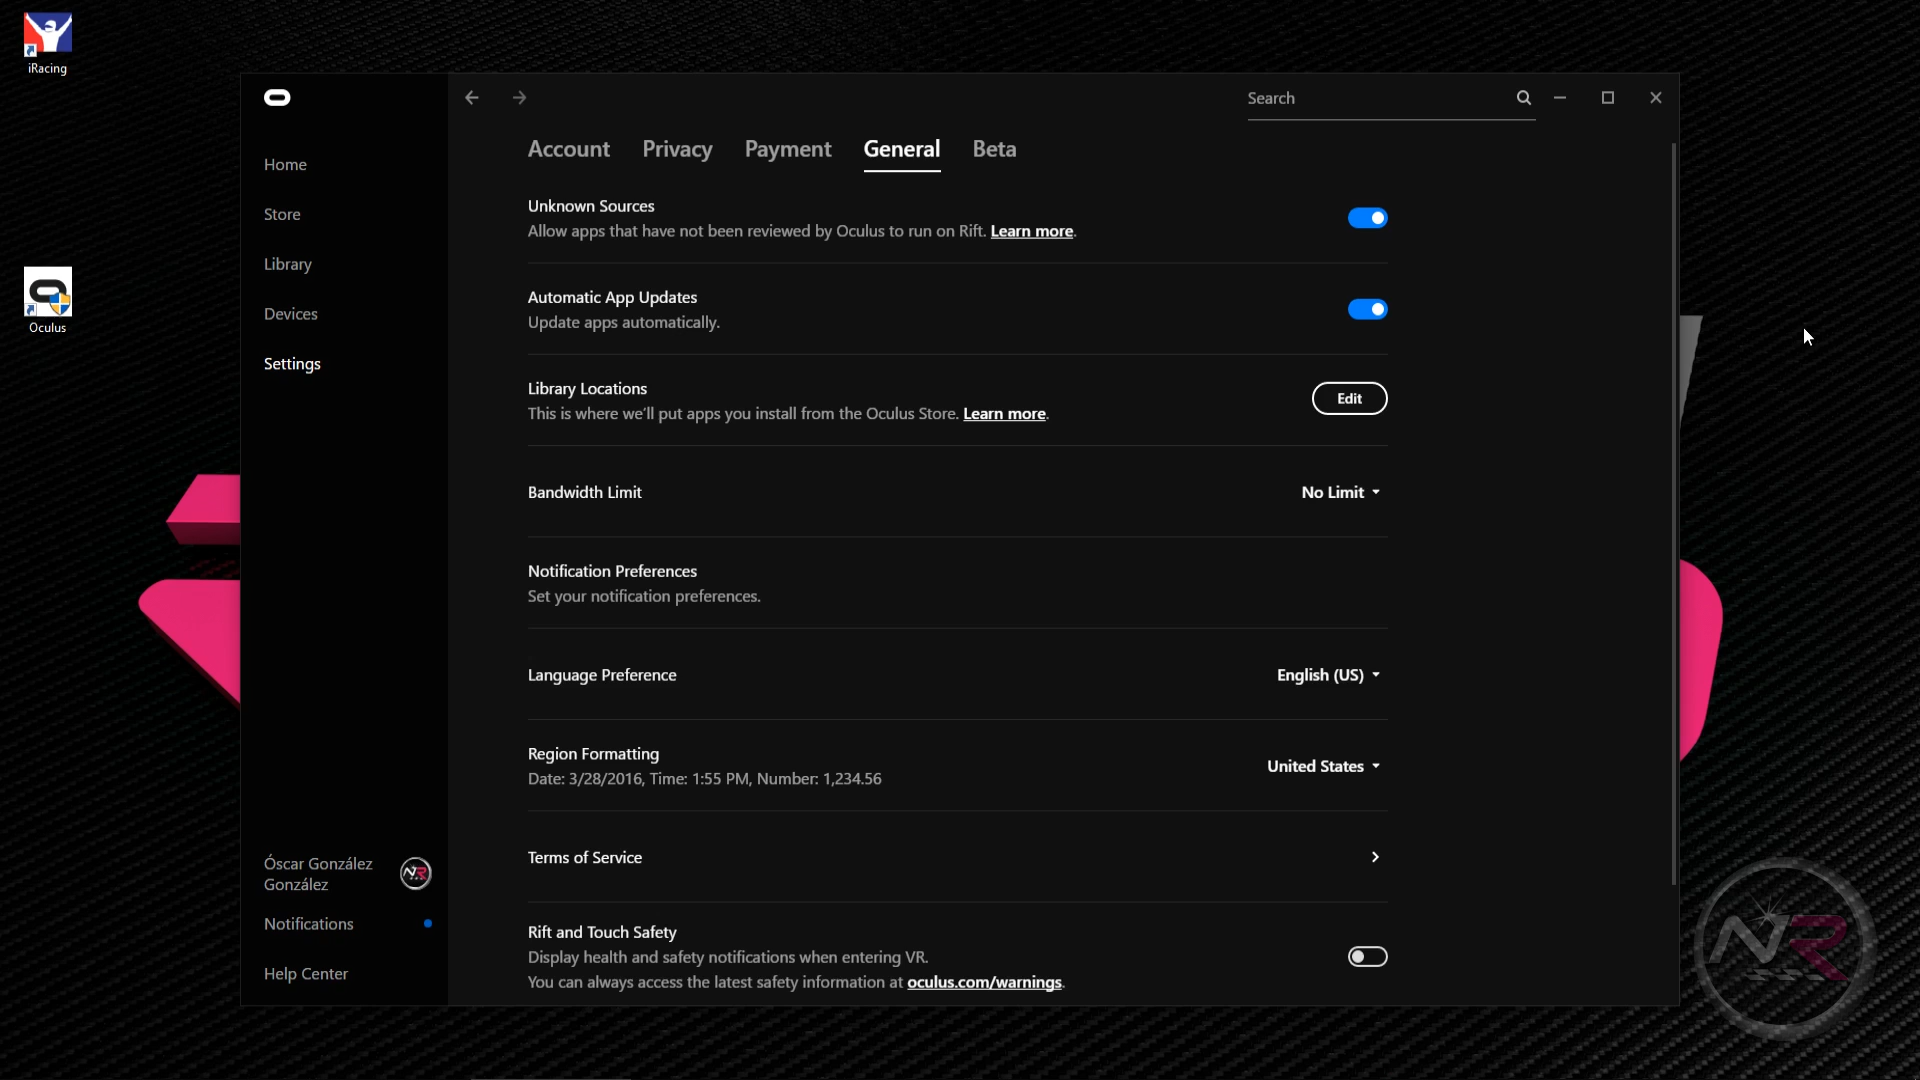 iRacing
Search
Account Privacy Payment General Beta
Home
Store
Library
Devices
Settings
Oculus
Unknown Sources
Allow apps that have not been reviewed by Oculus to run on Rift. Learn more.
Automatic App Updates
Update apps automatically.
Library Locations
This is where we'll put apps you install from the Oculus Store. Learn more.
Edit
Bandwidth Limit
No Limit
Notification Preferences
Set your notification preferences.
Language Preference
English (US)
Region Formatting
Date: 3/28/2016, Time: 1:55 PM, Number: 1,234.56
United States
Terms of Service
Rift and Touch Safety
Display health and safety notifications when entering VR.
You can always access the latest safety information at oculus.com/warnings.
Óscar González
González
NR
Notifications
Help Center
NR